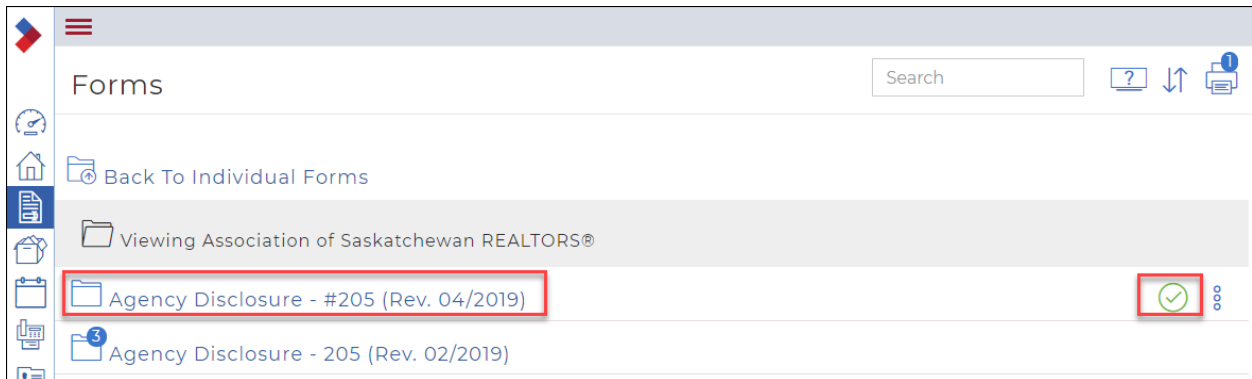 Forms
Search
?
1
Back To Individual Forms
Viewing Association of Saskatchewan REALTORS®
Agency Disclosure - #205 (Rev. 04/2019)
3
Agency Disclosure - 205 (Rev. 02/2019)